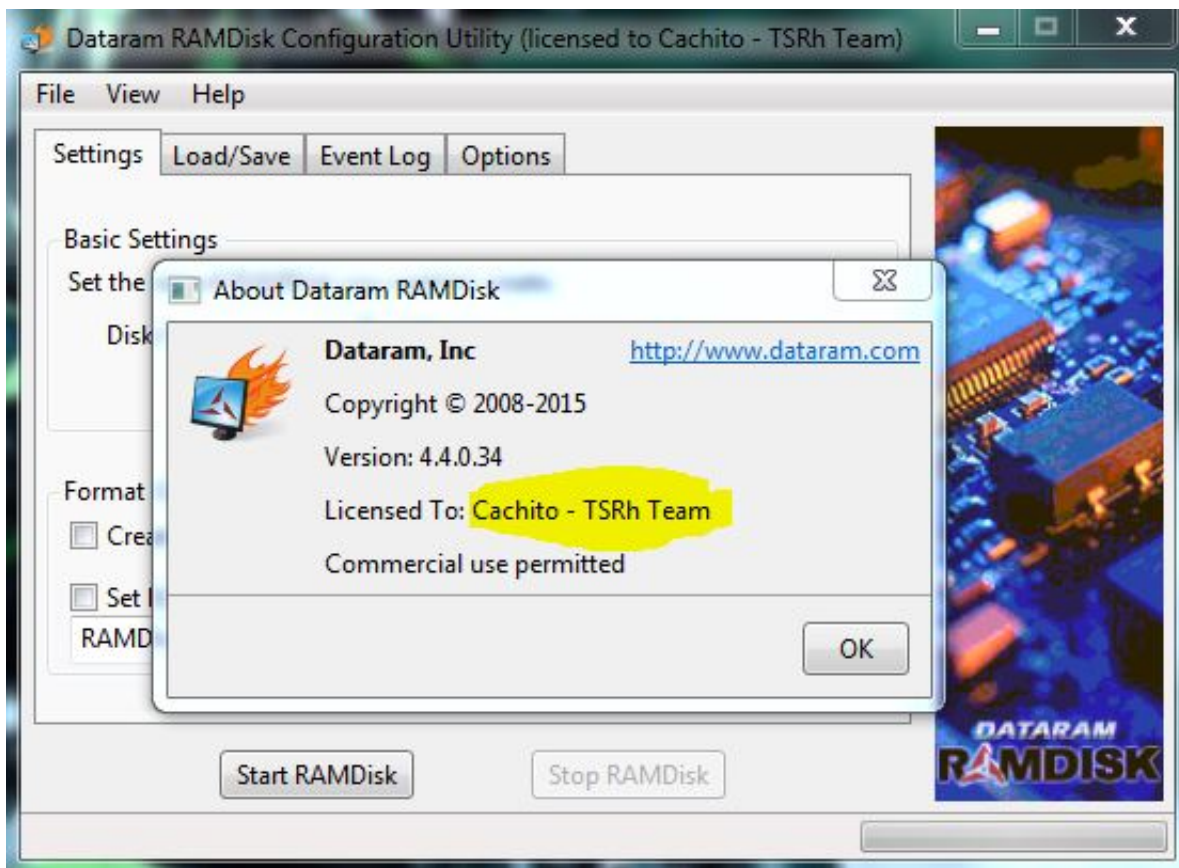 Dataram RAMDisk Configuration Utility (licensed to Cachito - TSRh Team)
File View Help
Settings Load/Save Event Log Options
Basic Settings
Set the
Disk
About Dataram RAMDisk
Dataram, Inc http://www.dataram.com
Copyright © 2008-2015
Version: 4.4.0.34
Licensed To: Cachito - TSRh Team
Commercial use permitted
OK
Format
Set
Start RAMDisk Stop RAMDisk
DATARAM
RAMDISK